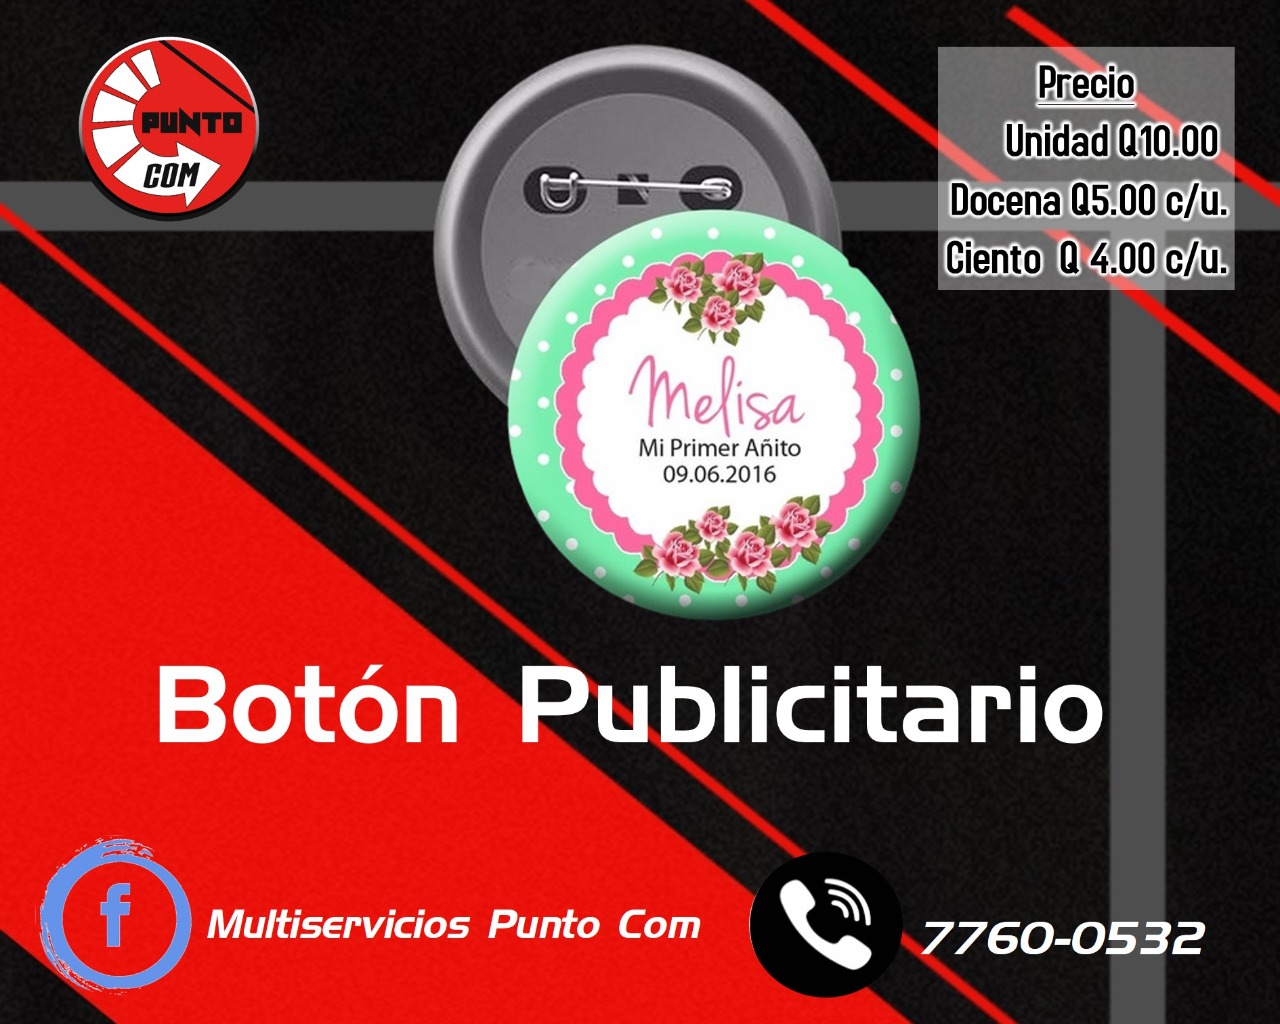 PUNTO
COM
Precio
Unidad Q10.00
Docena Q5.00 c/u.
Ciento Q 4.00 c/u.
Melisa
Mi Primer Añito
09.06.2016
Botón Publicitario
f
Multiservicios Punto Com
7760-0532